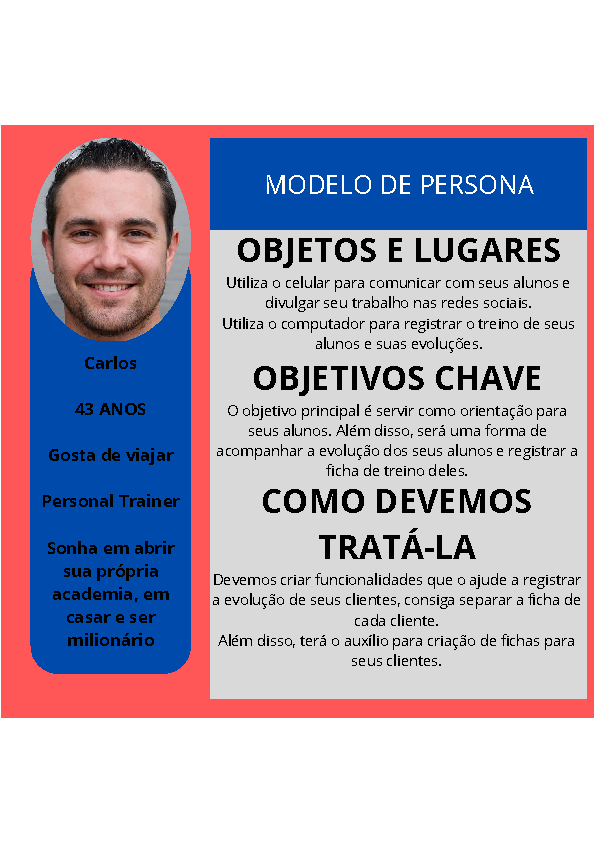 MODELO DE PERSONA
Carlos
43 ANOS
Gosta de viajar
Personal Trainer
Sonha em abrir
sua própria
academia, em
casar e ser
milionário
OBJETOS E LUGARES
Utiliza o celular para comunicar com seus alunos e
divulgar seu trabalho nas redes sociais.
Utiliza o computador para registrar o treino de seus
alunos e suas evoluções.
OBJETIVOS CHAVE
O objetivo principal é servir como orientação para
seus alunos. Além disso, será uma forma de
acompanhar a evolução dos seus alunos e registrar a
ficha de treino deles.
COMO DEVEMOS
TRATÁ-LA
Devemos criar funcionalidades que o ajude a registrar
a evolução de seus clientes, consiga separar a ficha de
cada cliente.
Além disso, terá o auxílio para criação de fichas para
seus clientes.